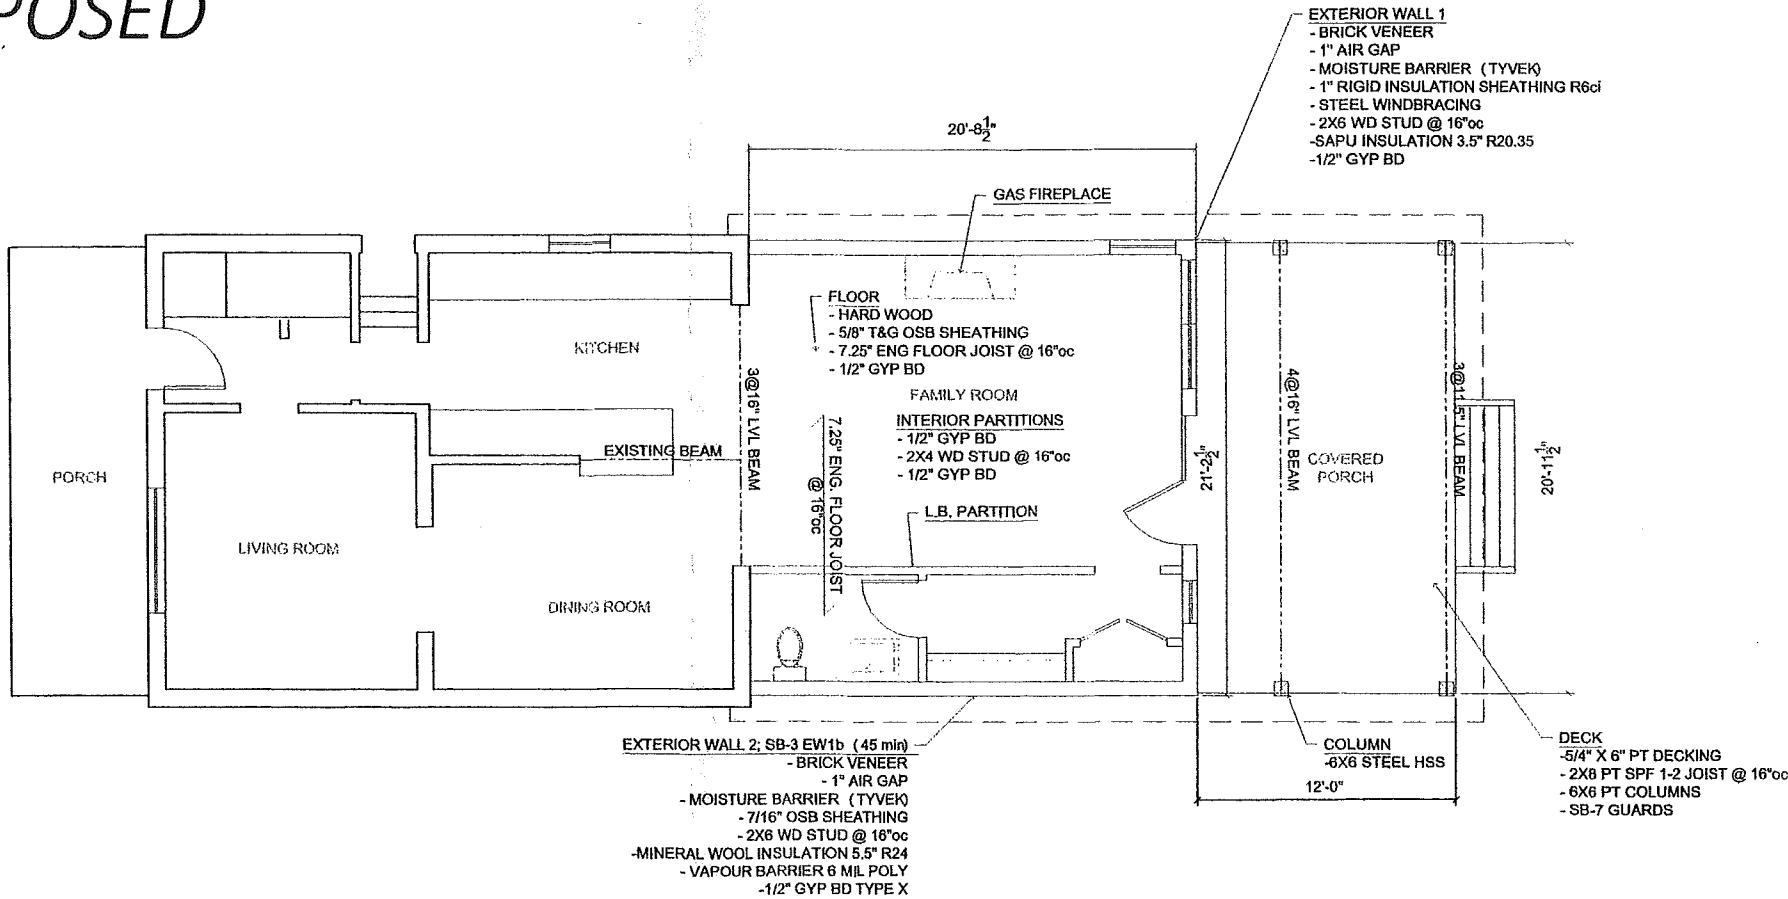 POSED
EXTERIOR WALL 1
- BRICK VENEER
- 1" AIR GAP
- MOISTURE BARRIER (TYVEK)
- 1" RIGID INSULATION SHEATHING R6ci
- STEEL WINDBRACING
- 2X6 WD STUD @ 16"oc
-SAPU INSULATION 3.5" R20.35
-1/2" GYP BD
20'-8 1/2"
GAS FIREPLACE
FLOOR
- HARD WOOD
- 5/8" T&G OSB SHEATHING
- 7.25" ENG FLOOR JOIST @ 16"oc
- 1/2" GYP BD
KITCHEN
FAMILY ROOM
INTERIOR PARTITIONS
- 1/2" GYP BD
- 2X4 WD STUD @ 16"oc
- 1/2" GYP BD
3@16" LVL BEAM
7.25" ENG. FLOOR JOIST
@ 16"oc
EXISTING BEAM
L.B. PARTITION
21'-2 1/2"
4@16" LVL BEAM
COVERED
PORCH
LVL BEAM
20'-11 1/2"
PORCH
LIVING ROOM
DINING ROOM
EXTERIOR WALL 2; SB-3 EW1b (45 min)
- BRICK VENEER
- 1" AIR GAP
- MOISTURE BARRIER (TYVEK)
- 7/16" OSB SHEATHING
- 2X6 WD STUD @ 16"oc
-MINERAL WOOL INSULATION 5.5" R24
- VAPOUR BARRIER 6 MIL POLY
-1/2" GYP BD TYPE X
COLUMN
-6X6 STEEL HSS
12'-0"
DECK
-5/4" X 6" PT DECKING
- 2X8 PT SPF 1-2 JOIST @ 16"oc
- 6X6 PT COLUMNS
- SB-7 GUARDS